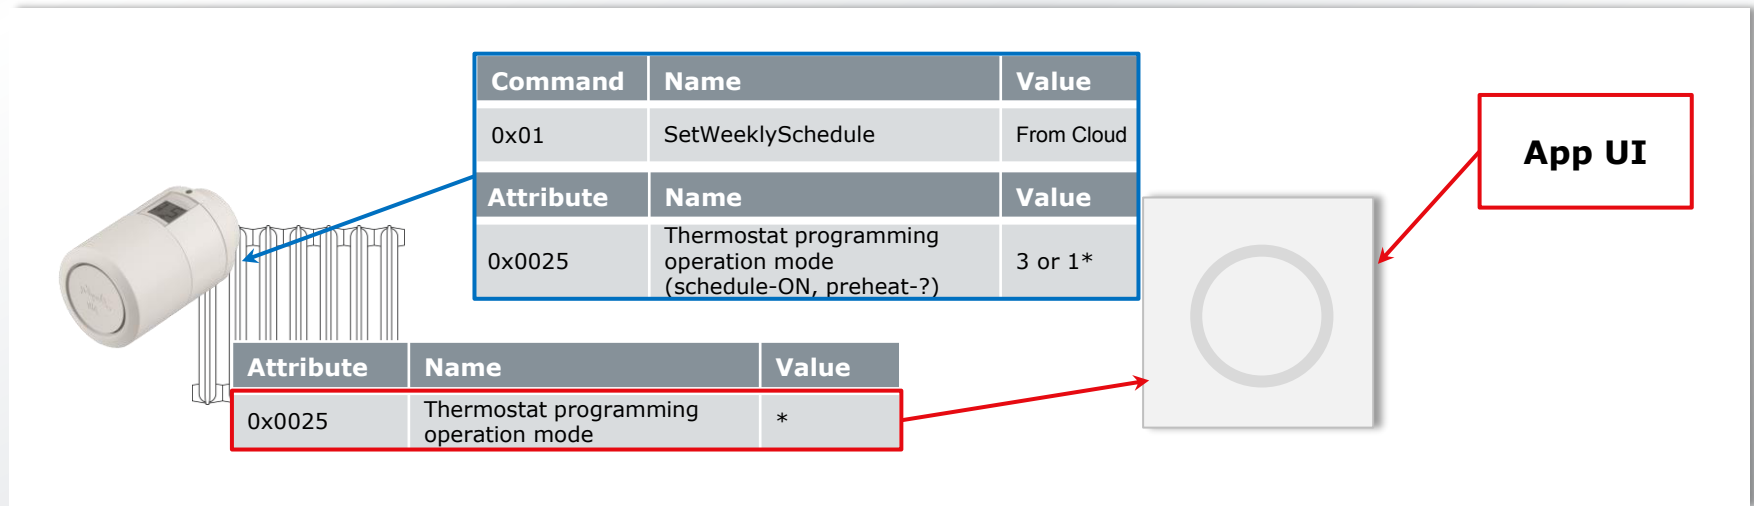 Command Name Value
0x01 SetWeeklySchedule From Cloud
Attribute Name Value
0x0025 Thermostat programming
operation mode
(schedule-ON, preheat-?) 3 or 1*
App UI
Attribute Name Value
0x0025 Thermostat programming
operation mode *